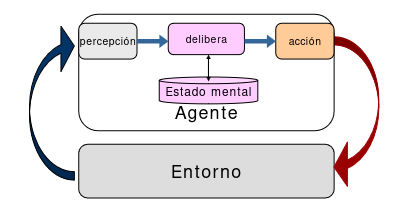 percepción
delibera
acción
Estado mental
Agente
Entorno